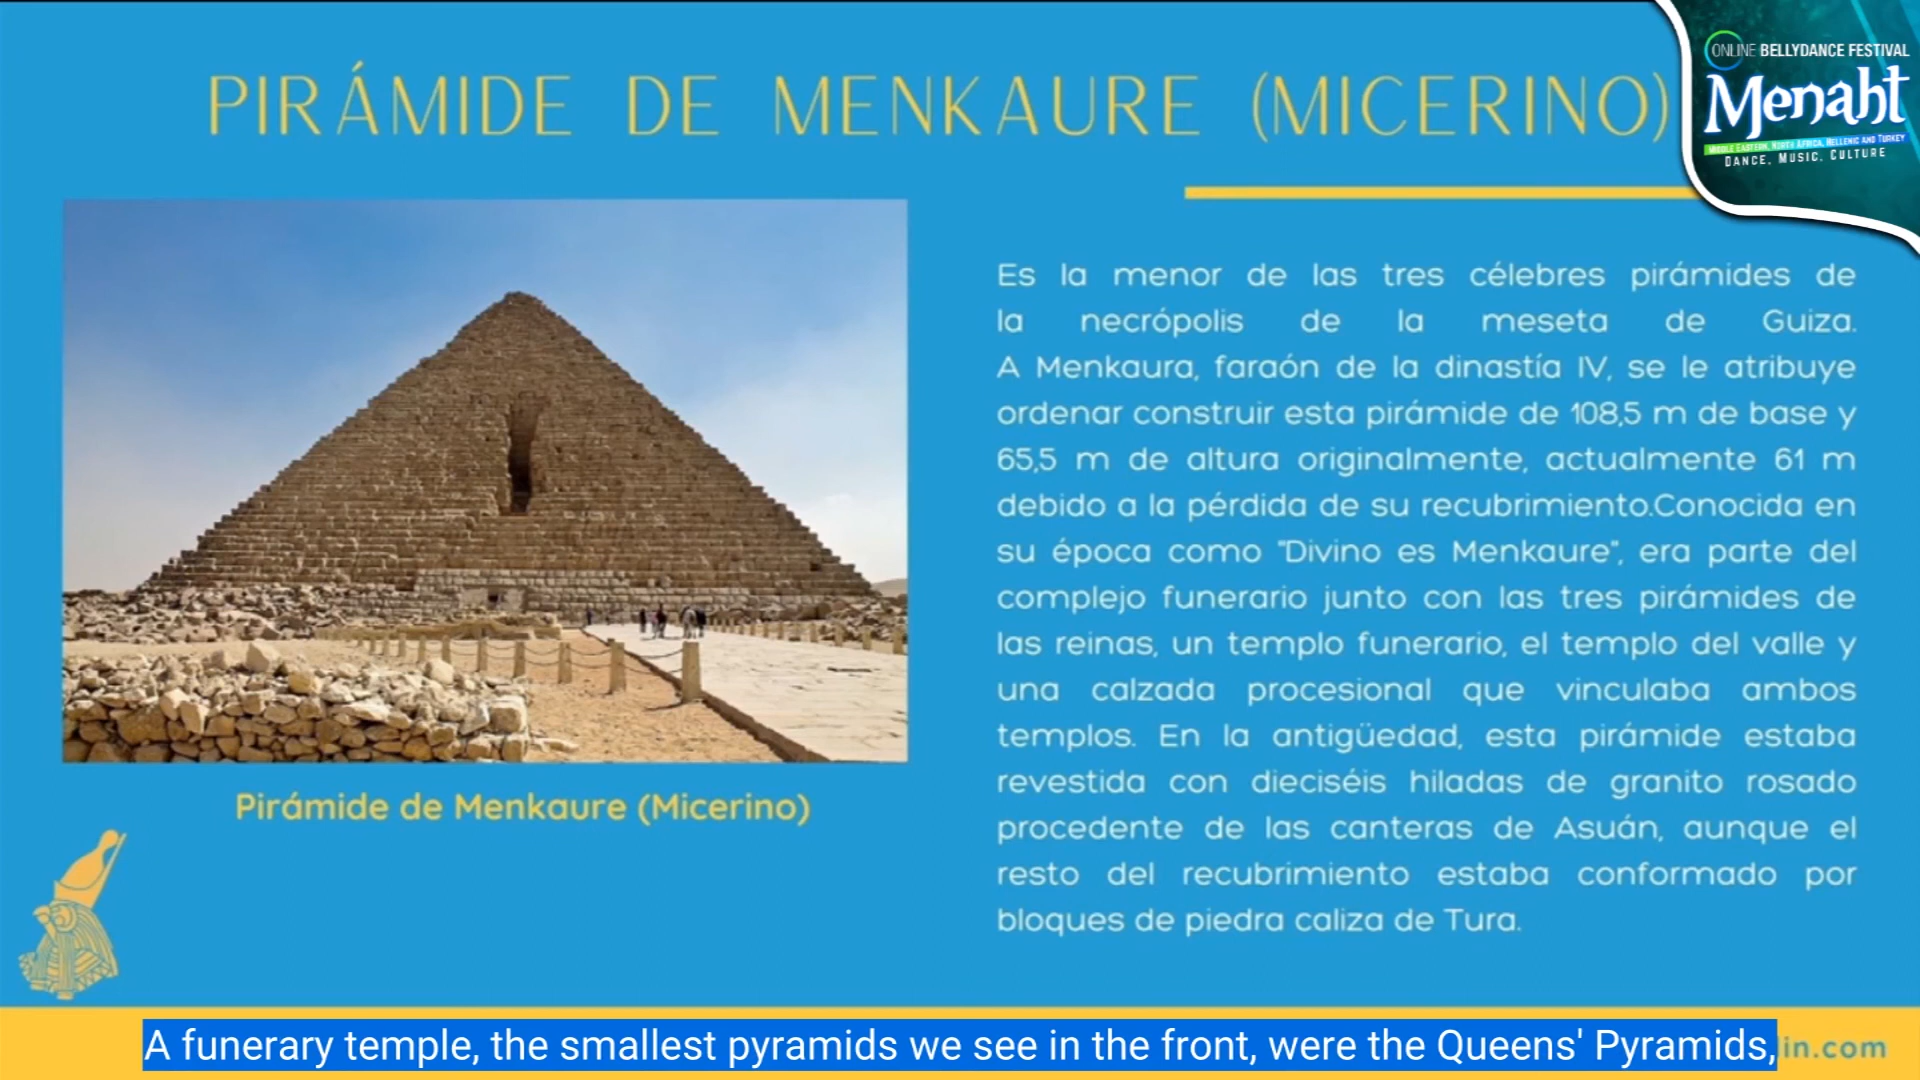 PIRÁMIDE DE MENKAURE (MICERINO)
ONLINE BELLYDANCE FESTIVAL
Menaht
MIDDLE EASTERN, NORTH AFRICA, HELLENIC AND TURKEY
DANCE, MUSIC, CULTURE
Es la menor de las tres célebres pirámides de
la necrópolis de la meseta de Guiza.
A Menkaura, faraón de la dinastía IV, se le atribuye
ordenar construir esta pirámide de 108,5 m de base y
65,5 m de altura originalmente, actualmente 61 m
debido a la pérdida de su recubrimiento.Conocida en
su época como "Divino es Menkaure", era parte del
complejo funerario junto con las tres pirámides de
las reinas, un templo funerario, el templo del valle y
una calzada procesional que vinculaba ambos
templos. En la antigüedad, esta pirámide estaba
revestida con dieciséis hiladas de granito rosado
procedente de las canteras de Asuán, aunque el
resto del recubrimiento estaba conformado por
bloques de piedra caliza de Tura.
Pirámide de Menkaure (Micerino)
A funerary temple, the smallest pyramids we see in the front, were the Queens' Pyramids,
in.com